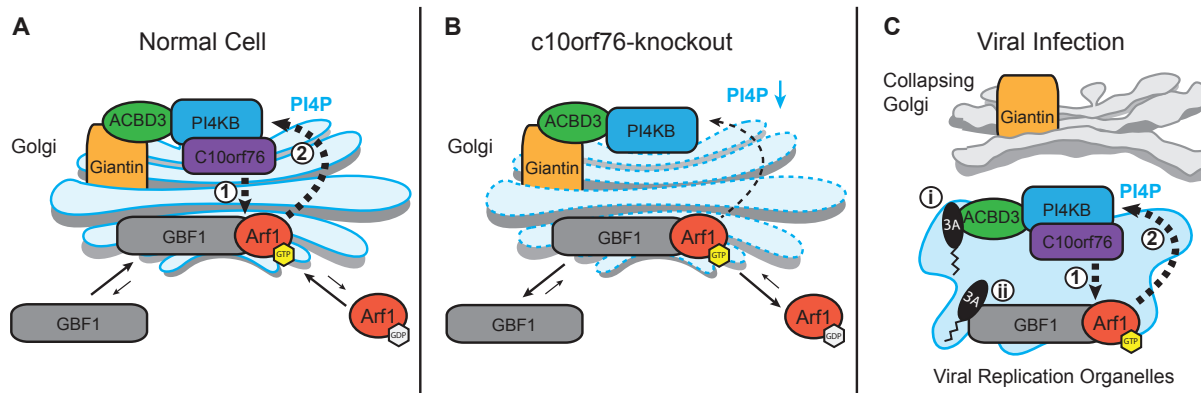 A
Normal Cell
Golgi
ACBD3
PI4KB
PI4P
Giantin
C10orf76
2
1
GBF1
Arf1
GTP
GBF1
Arf1
GDP
B
c10orf76-knockout
Golgi
ACBD3
PI4KB
PI4P
Giantin
GBF1
Arf1
GTP
GBF1
Arf1
GDP
C
Viral Infection
Collapsing
Golgi
Giantin
i
3A
ACBD3
PI4KB
PI4P
C10orf76
2
1
3A
ii
GBF1
Arf1
GTP
Viral Replication Organelles